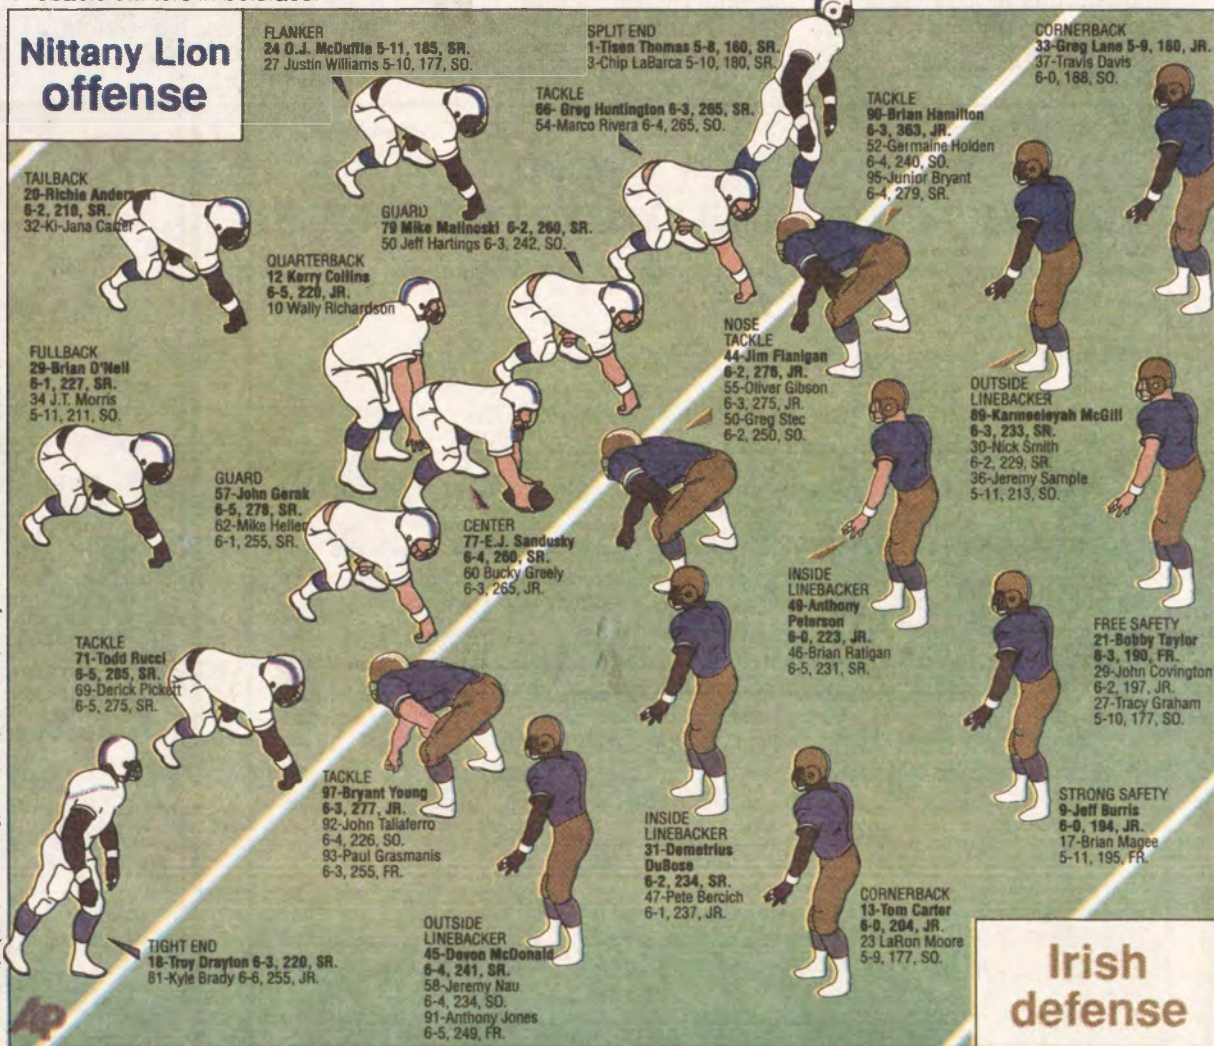 Nittany Lion
offense
FLANKER
24 O.J. McDuffie 5-11, 185, SR.
27 Justin Williams 5-10, 177, SO.
SPLIT END
1-Tisen Thomas 5-8, 160, SR.
3-Chip LaBarca 5-10, 180, SR.
CORNERBACK
33-Greg Lane 5-9, 180, JR.
37-Travis Davis
6-0, 188, SO.
TACKLE
66- Greg Huntington 6-3, 265, SR.
54-Marco Rivera 6-4, 265, SO.
TACKLE
90-Brian Hamilton
6-3, 363, JR.
52-Germaine Holden
6-4, 240, SO.
95-Junior Bryant
6-4, 279, SR.
TAILBACK
20-Richie Anderson
6-2, 210, SR.
32-Ki-Jana Carter
GUARD
79 Mike Malinoski 6-2, 260, SR.
50 Jeff Hartings 6-3, 242, SO.
QUARTERBACK
12 Kerry Collins
6-5, 220, JR.
10 Wally Richardson
NOSE
TACKLE
44-Jim Flanigan
6-2, 276, JR.
55-Oliver Gibson
6-3, 275, JR.
50-Greg Stec
6-2, 250, SO.
FULLBACK
29-Brian O'Neil
6-1, 227, SR.
34 J.T. Morris
5-11, 211, SO.
OUTSIDE
LINEBACKER
89-Karmeeleyah McGill
6-3, 233, SR.
30-Nick Smith
6-2, 229, SR.
36-Jeremy Sample
5-11, 213, SO.
GUARD
57-John Gerak
6-5, 278, SR.
62-Mike Heller
6-1, 255, SR.
CENTER
77-E.J. Sandusky
6-4, 260, SR.
60 Bucky Greely
6-3, 265, JR.
INSIDE
LINEBACKER
49-Anthony
Peterson
6-0, 223, JR.
46-Brian Ratigan
6-5, 231, SR.
FREE SAFETY
21-Bobby Taylor
6-3, 190, FR.
29-John Covington
6-2, 197, JR.
27-Tracy Graham
5-10, 177, SO.
TACKLE
71-Todd Rucci
6-5, 285, SR.
69-Derick Pickett
6-5, 275, SR.
TACKLE
97-Bryant Young
6-3, 277, JR.
92-John Taliaferro
6-4, 226, SO.
93-Paul Grasmanis
6-3, 255, FR.
INSIDE
LINEBACKER
31-Demetrius
DuBose
6-2, 234, SR.
47-Pete Bercich
6-1, 237, JR.
STRONG SAFETY
9-Jeff Burris
6-0, 194, JR.
17-Brian Magee
5-11, 195, FR.
CORNERBACK
13-Tom Carter
6-0, 204, JR.
23 LaRon Moore
5-9, 177, SO.
TIGHT END
18-Troy Drayton 6-3, 220, SR.
81-Kyle Brady 6-6, 255, JR.
OUTSIDE
LINEBACKER
45-Devon McDonald
6-4, 241, SR.
58-Jeremy Nau
6-4, 234, SO.
91-Anthony Jones
6-5, 249, FR.
Irish
defense
AP